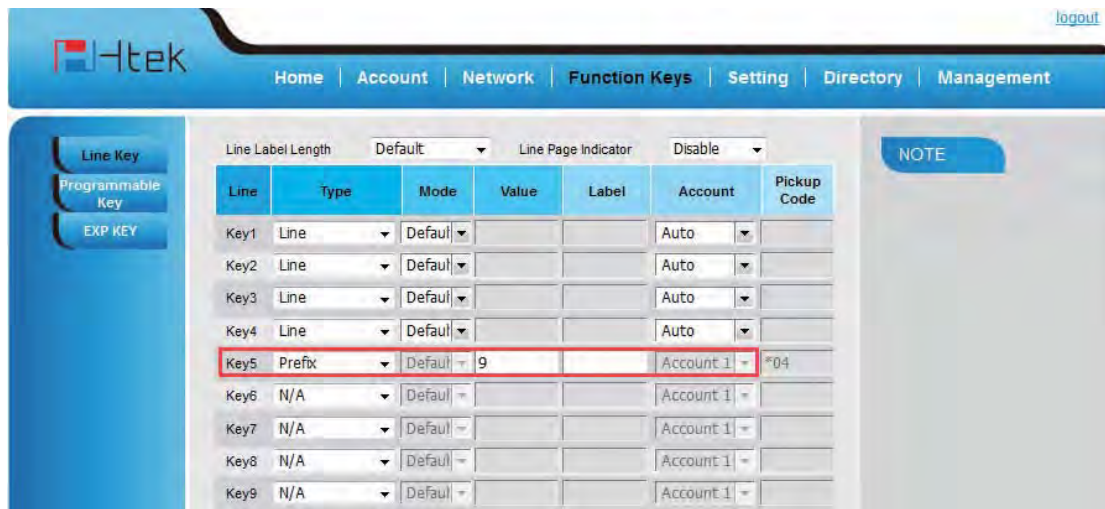 logout
Htek
Home | Account | Network | Function Keys | Setting | Directory | Management
Line Key
Programmable Key
EXP KEY
Line Label Length Default Line Page Indicator Disable
NOTE
Line Type Mode Value Label Account Pickup Code
Key1 Line Defaul Auto
Key2 Line Defaul Auto
Key3 Line Defaul Auto
Key4 Line Defaul Auto
Key5 Prefix Defaul 9 Account 1 *04
Key6 N/A Defaul Account 1
Key7 N/A Defaul Account 1
Key8 N/A Defaul Account 1
Key9 N/A Defaul Account 1